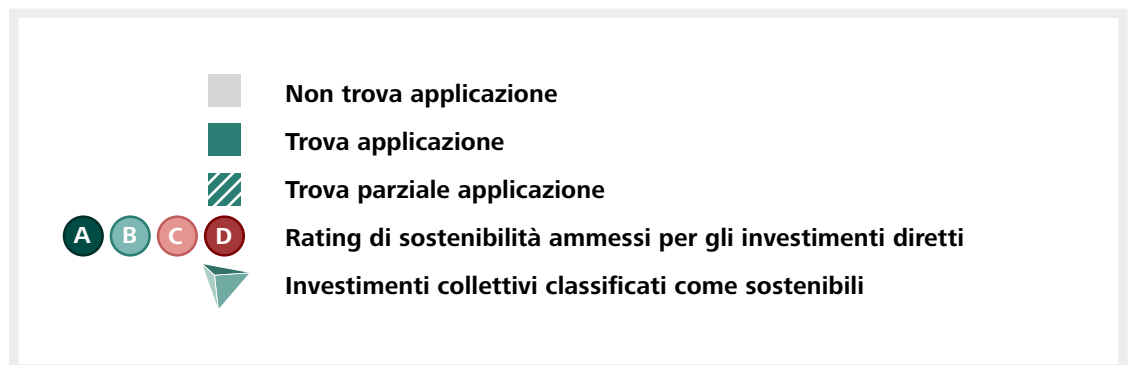 Non trova applicazione
Trova applicazione
Trova parziale applicazione
A B C D Rating di sostenibilità ammessi per gli investimenti diretti
Investimenti collettivi classificati come sostenibili